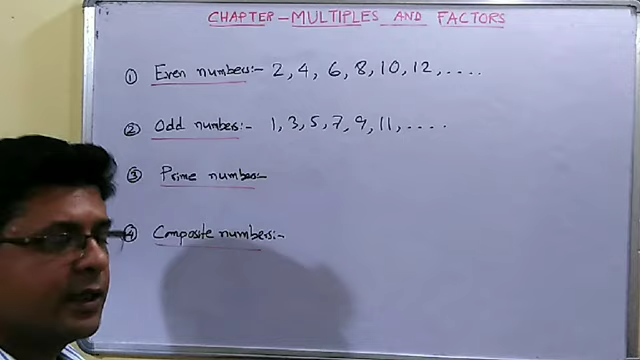 CHAPTER-MULTIPLES AND FACTORS
① Even numbers:- 2, 4, 6, 8, 10, 12, ....
② Odd numbers:- 1, 3, 5, 7, 9, 11, ....
③ Prime numbers:-
④ Composite numbers:-